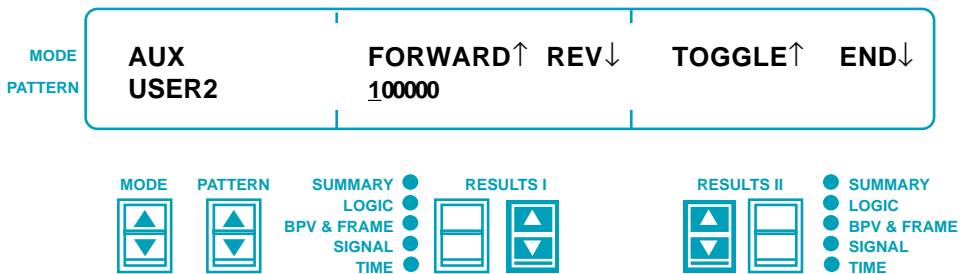 MODE AUX FORWARD↑ REV↓ TOGGLE↑ END↓
PATTERN USER2 100000
MODE PATTERN SUMMARY RESULTS I RESULTS II SUMMARY
LOGIC LOGIC
BPV & FRAME BPV & FRAME
SIGNAL SIGNAL
TIME TIME